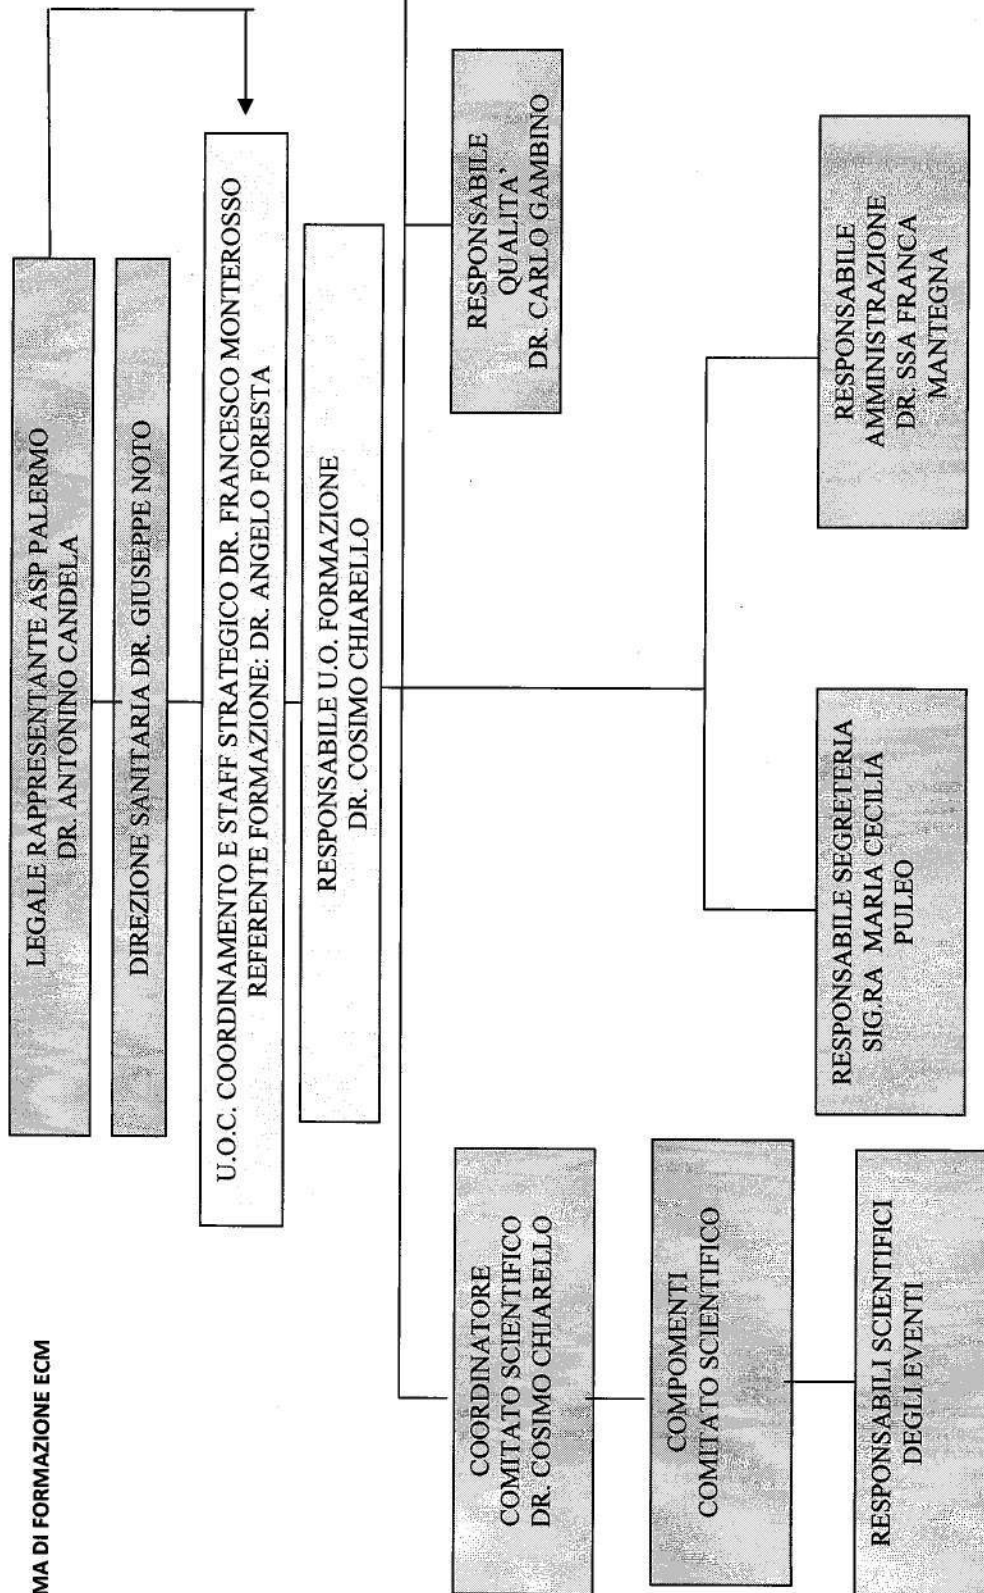 MA DI FORMAZIONE ECM
LEGALE RAPPRESENTANTE ASP PALERMO
DR. ANTONINO CANDELA
DIREZIONE SANITARIA DR. GIUSEPPE NOTO
U.O.C. COORDINAMENTO E STAFF STRATEGICO DR. FRANCESCO MONTEROSSO
REFERENTE FORMAZIONE: DR. ANGELO FORESTA
RESPONSABILE U.O. FORMAZIONE
DR. COSIMO CHIARELLO
COORDINATORE
COMITATO SCIENTIFICO
DR. COSIMO CHIARELLO
RESPONSABILE
QUALITA'
DR. CARLO GAMBINO
COMPOMENTI
COMITATO SCIENTIFICO
RESPONSABILI SCIENTIFICI
DEGLI EVENTI
RESPONSABILE SEGRETERIA
SIG.RA MARIA CECILIA
PULEO
RESPONSABILE
AMMINISTRAZIONE
DR. SSA FRANCA
MANTEGNA